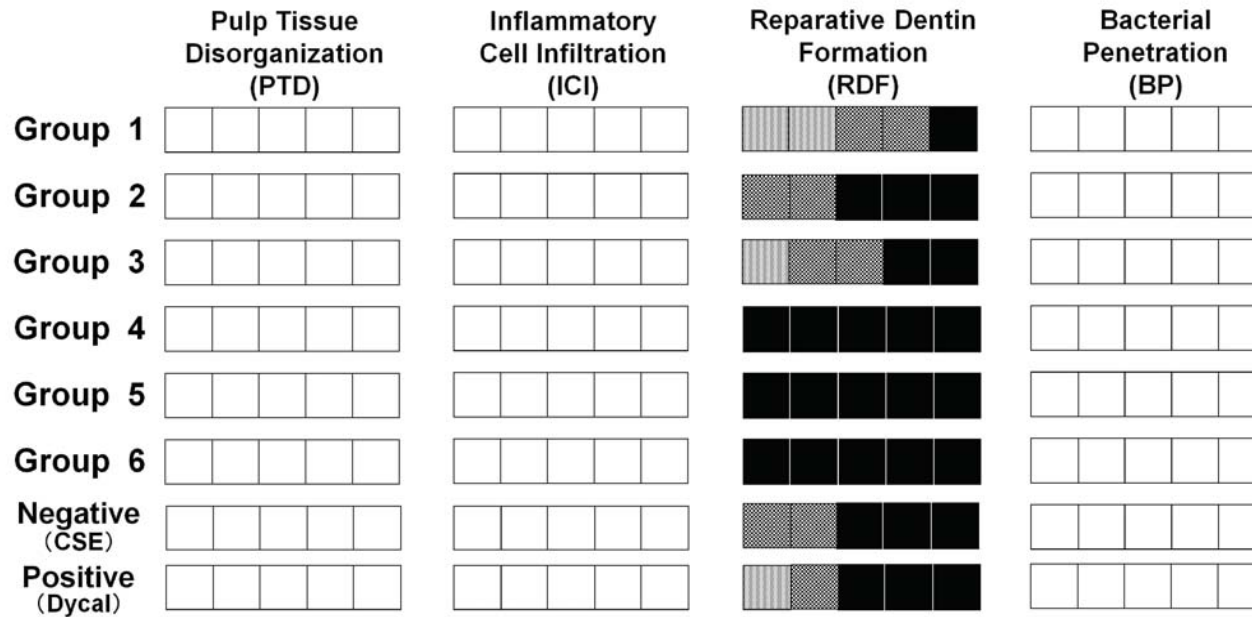 Pulp Tissue
Disorganization
(PTD)
Inflammatory
Cell Infiltration
(ICI)
Reparative Dentin
Formation
(RDF)
Bacterial
Penetration
(BP)
Group 1
Group 2
Group 3
Group 4
Group 5
Group 6
Negative
(CSE)
Positive
(Dycal)